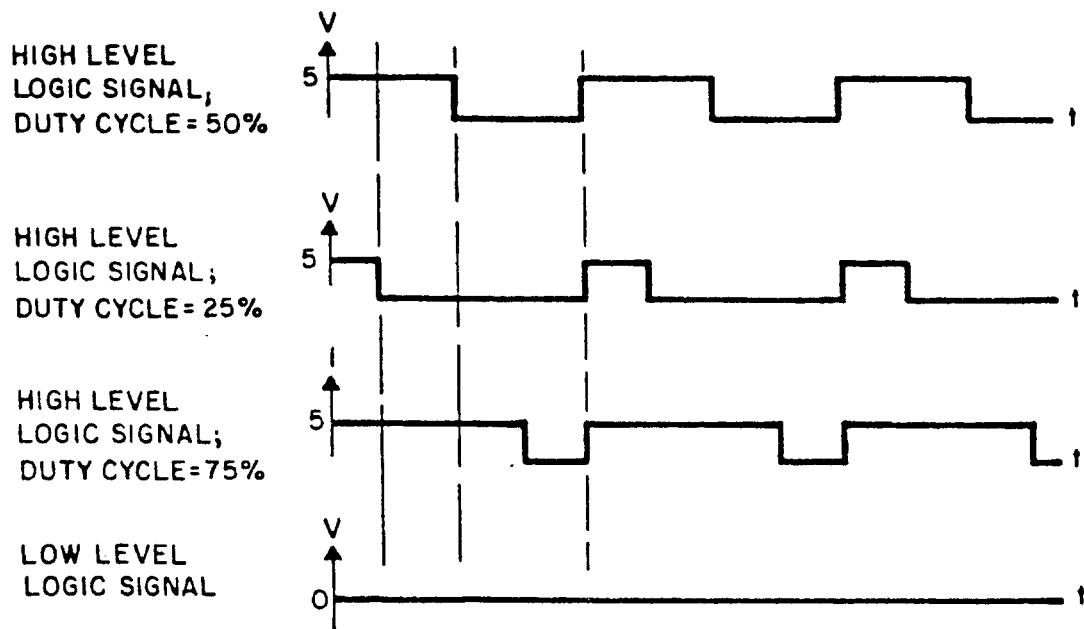 V
HIGH LEVEL
LOGIC SIGNAL;
DUTY CYCLE = 50%
5
t
V
HIGH LEVEL
LOGIC SIGNAL;
DUTY CYCLE = 25%
5
t
I
HIGH LEVEL
LOGIC SIGNAL;
DUTY CYCLE = 75%
5
t
V
LOW LEVEL
LOGIC SIGNAL
0
t